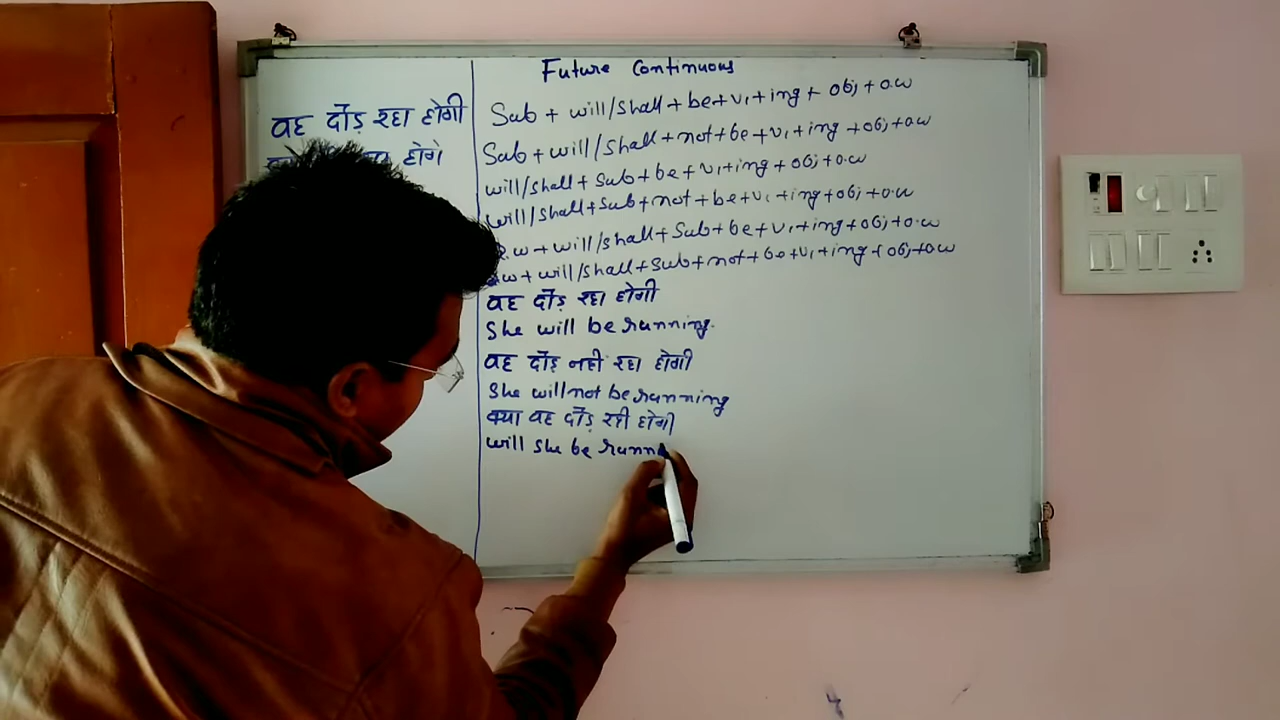 वह दौड़ रहा होगी
होगे
Future Continuous
Sub + will/shall + be + V₁ + ing + obj + o.w
Sub + will/shall + not + be + V₁ + ing + obj + o.w
will/shall + Sub + be + V₁ + ing + obj + o.w
will/shall + Sub + not + be + V₁ + ing + obj + o.w
w + will/shall + Sub + be + V₁ + ing + obj + o.w
w + will/shall + Sub + not + be + V₁ + ing + obj + o.w
वह दौड़ रहा होगी
She will be running.
वह दौड़ नही रहा होगी
She will not be running
क्या वह दौड़ रही होगी
will she be runn